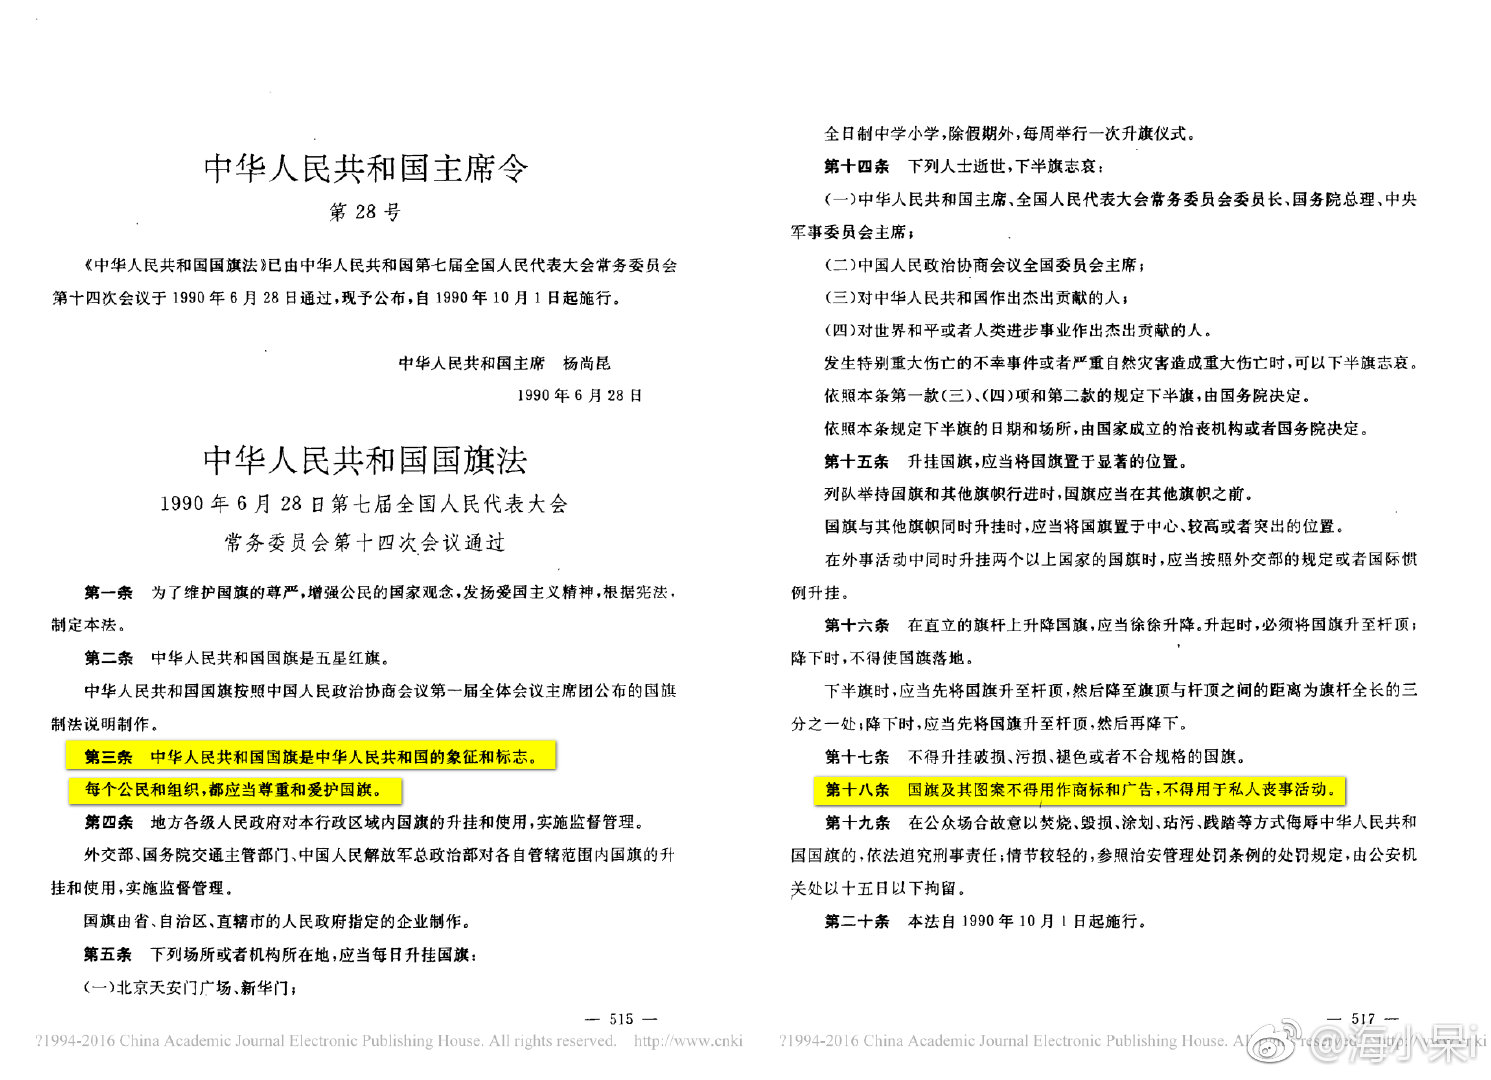 中华人民共和国主席令
第 28 号
《中华人民共和国国旗法》已由中华人民共和国第七届全国人民代表大会常务委员会
第十四次会议于 1990 年 6 月 28 日通过,现予公布,自 1990 年 10 月 1 日起施行。
中华人民共和国主席 杨尚昆
1990 年 6 月 28 日
中华人民共和国国旗法
1990 年 6 月 28 日第七届全国人民代表大会
常务委员会第十四次会议通过
第一条 为了维护国旗的尊严,增强公民的国家观念,发扬爱国主义精神,根据宪法,
制定本法。
第二条 中华人民共和国国旗是五星红旗。
中华人民共和国国旗按照中国人民政治协商会议第一届全体会议主席团公布的国旗
制法说明制作。
第三条 中华人民共和国国旗是中华人民共和国的象征和标志。
每个公民和组织,都应当尊重和爱护国旗。
第四条 地方各级人民政府对本行政区域内国旗的升挂和使用,实施监督管理。
外交部、国务院交通主管部门、中国人民解放军总政治部对各自管辖范围内国旗的升
挂和使用,实施监督管理。
国旗由省、自治区、直辖市的人民政府指定的企业制作。
第五条 下列场所或者机构所在地,应当每日升挂国旗:
(一)北京天安门广场、新华门;
— 515 —
?1994-2016 China Academic Journal Electronic Publishing House. All rights reserved. http://www.cnki
全日制中学小学,除假期外,每周举行一次升旗仪式。
第十四条 下列人士逝世,下半旗志哀:
(一)中华人民共和国主席、全国人民代表大会常务委员会委员长、国务院总理、中央
军事委员会主席;
(二)中国人民政治协商会议全国委员会主席;
(三)对中华人民共和国作出杰出贡献的人;
(四)对世界和平或者人类进步事业作出杰出贡献的人。
发生特别重大伤亡的不幸事件或者严重自然灾害造成重大伤亡时,可以下半旗志哀。
依照本条第一款(三)、(四)项和第二款的规定下半旗,由国务院决定。
依照本条规定下半旗的日期和场所,由国家成立的治丧机构或者国务院决定。
第十五条 升挂国旗,应当将国旗置于显著的位置。
列队举持国旗和其他旗帜行进时,国旗应当在其他旗帜之前。
国旗与其他旗帜同时升挂时,应当将国旗置于中心、较高或者突出的位置。
在外事活动中同时升挂两个以上国家的国旗时,应当按照外交部的规定或者国际惯
例升挂。
第十六条 在直立的旗杆上升降国旗,应当徐徐升降。升起时,必须将国旗升至杆顶;
降下时,不得使国旗落地。
下半旗时,应当先将国旗升至杆顶,然后降至旗顶与杆顶之间的距离为旗杆全长的三
分之一处;降下时,应当先将国旗升至杆顶,然后再降下。
第十七条 不得升挂破损、污损、褪色或者不合规格的国旗。
第十八条 国旗及其图案不得用作商标和广告,不得用于私人丧事活动。
第十九条 在公众场合故意以焚烧、毁损、涂划、玷污、践踏等方式侮辱中华人民共和
国国旗的,依法追究刑事责任;情节较轻的,参照治安管理处罚条例的处罚规定,由公安机
关处以十五日以下拘留。
第二十条 本法自 1990 年 10 月 1 日起施行。
— 517 —
?1994-2016 China Academic Journal Electronic Publishing House. All rights reserved. http://www.cnki
@海小呆i